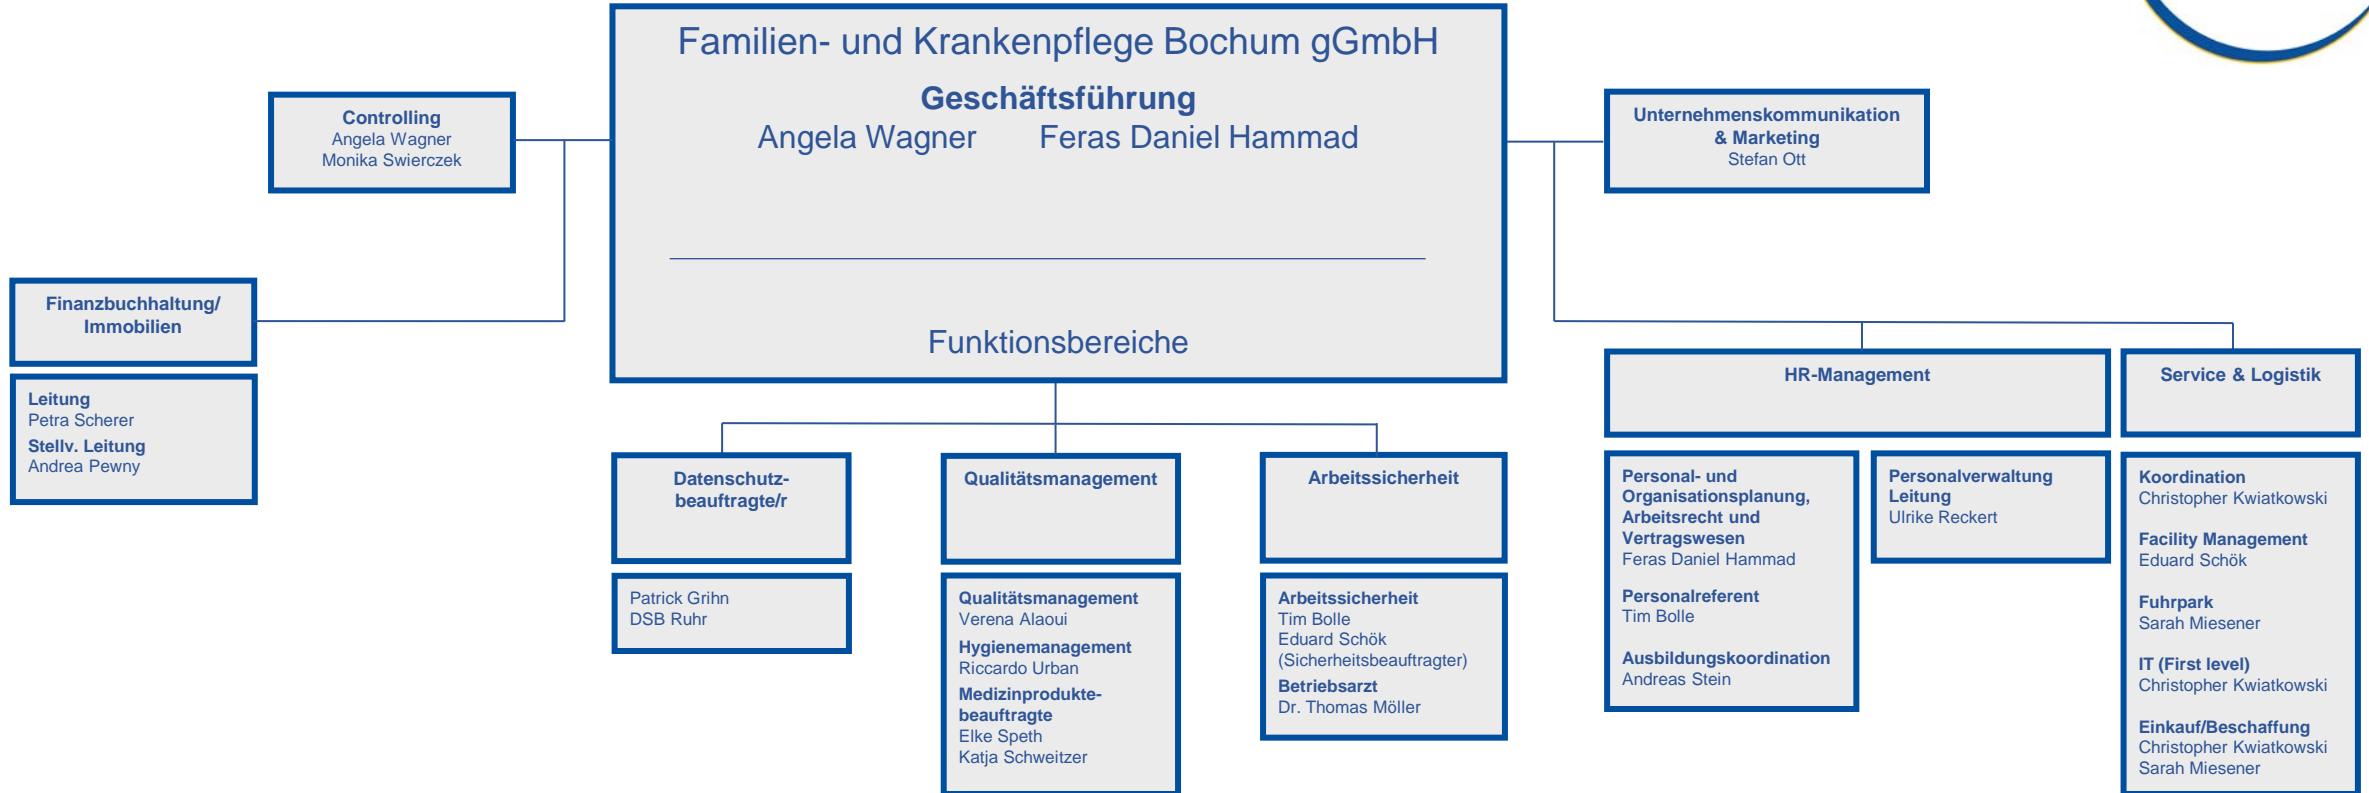 Familien- und Krankenpflege Bochum gGmbH
Geschäftsführung
Angela Wagner Feras Daniel Hammad
Funktionsbereiche
Controlling
Angela Wagner
Monika Swierczek
Unternehmenskommunikation
& Marketing
Stefan Ott
Finanzbuchhaltung/
Immobilien
Leitung
Petra Scherer
Stellv. Leitung
Andrea Pewny
Datenschutz-
beauftragte/r
Patrick Grihn
DSB Ruhr
Qualitätsmanagement
Qualitätsmanagement
Verena Alaoui
Hygienemanagement
Riccardo Urban
Medizinprodukte-
beauftragte
Elke Speth
Katja Schweitzer
Arbeitssicherheit
Arbeitssicherheit
Tim Bolle
Eduard Schök
(Sicherheitsbeauftragter)
Betriebsarzt
Dr. Thomas Möller
HR-Management
Personal- und
Organisationsplanung,
Arbeitsrecht und
Vertragswesen
Feras Daniel Hammad
Personalreferent
Tim Bolle
Ausbildungskoordination
Andreas Stein
Personalverwaltung
Leitung
Ulrike Reckert
Service & Logistik
Koordination
Christopher Kwiatkowski
Facility Management
Eduard Schök
Fuhrpark
Sarah Miesener
IT (First level)
Christopher Kwiatkowski
Einkauf/Beschaffung
Christopher Kwiatkowski
Sarah Miesener